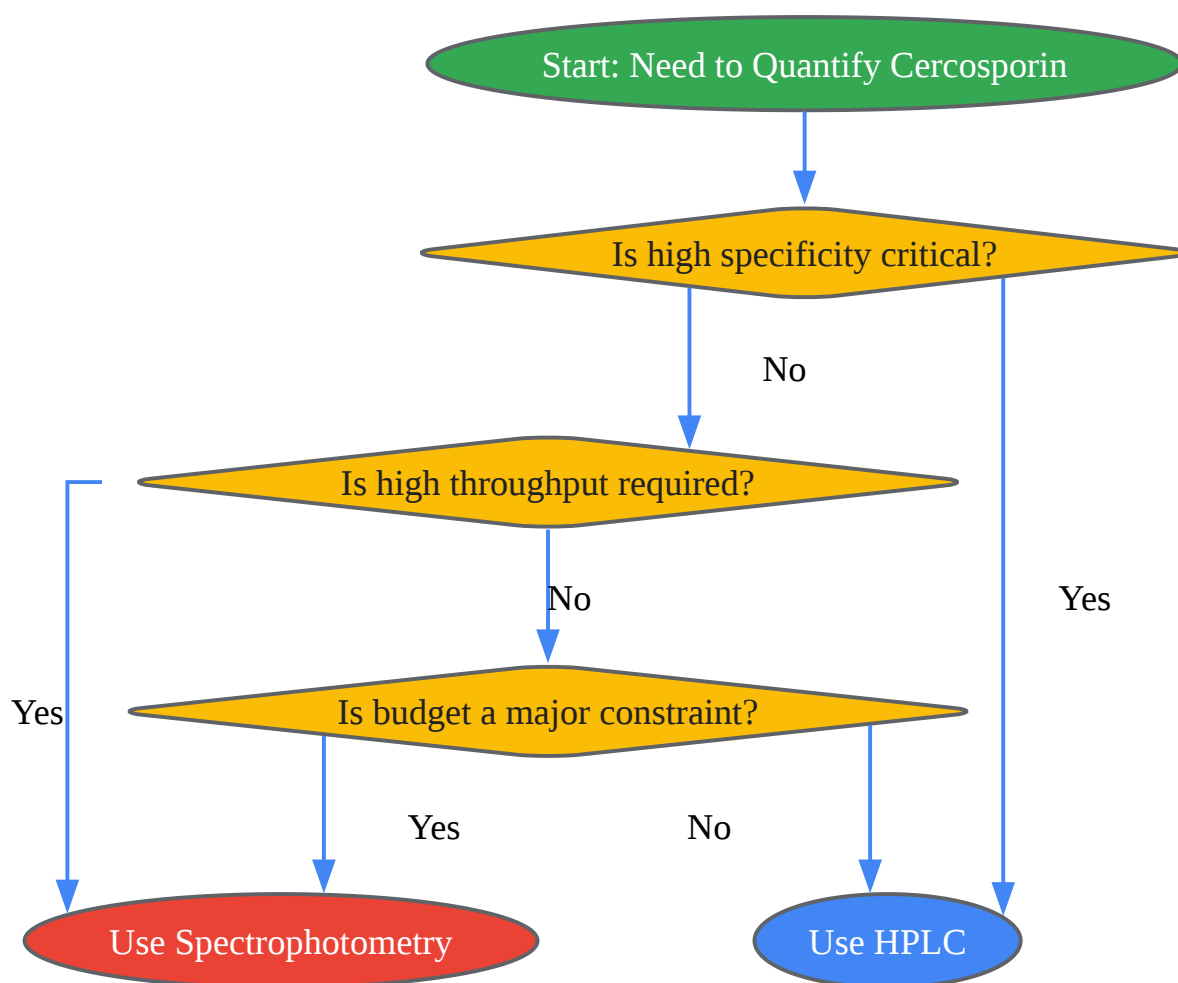 Start: Need to Quantify Cercosporin
Is high specificity critical?
No
Is high throughput required?
No
Yes
Yes
Is budget a major constraint?
Yes
No
Use Spectrophotometry
Use HPLC